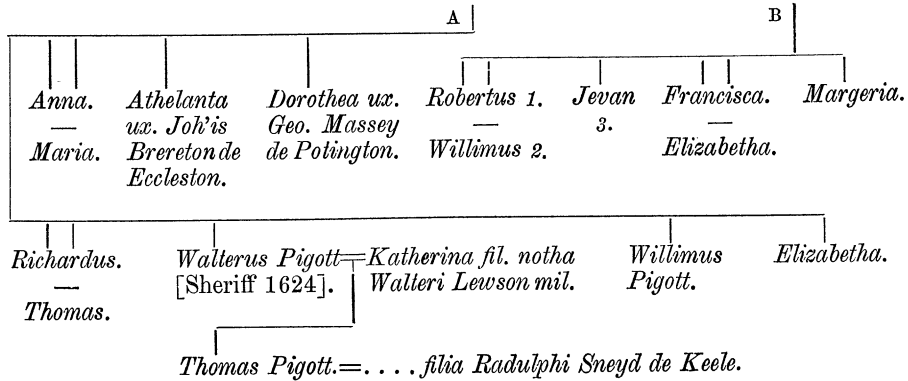 A B
Anna. Athelanta Dorothea ux. Robertus 1. Jevan Francisca. Margeria.
— ux. Joh'is Geo. Massey — 3. —
Maria. Brereton de de Potington. Willimus 2. Elizabetha.
Eccleston.
Richardus. Walterus Pigott=Katherina fil. notha Willimus Elizabetha.
— [Sheriff 1624]. Walteri Lewson mil. Pigott.
Thomas.
Thomas Pigott.=.... filia Radulphi Sneyd de Keele.